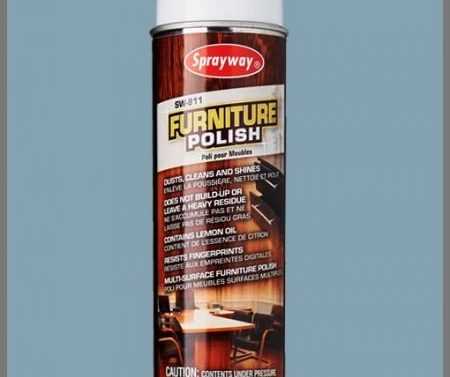 Sprayway®
SW-811
FURNITURE
POLISH
Poli pour Meubles
DUSTS, CLEANS AND SHINES
ENLÈVE LA POUSSIÈRE, NETTOIE ET POLIT
DOES NOT BUILD-UP OR
LEAVE A HEAVY RESIDUE
NE S'ACCUMULE PAS ET NE
LAISSE PAS DE RÉSIDU GRAS
CONTAINS LEMON OIL
CONTIENT DE L'ESSENCE DE CITRON
RESISTS FINGERPRINTS
RÉSISTE AUX EMPREINTES DIGITALES
MULTI-SURFACE FURNITURE POLISH
POLI POUR MEUBLES SURFACES MULTIPLES
CAUTION: CONTENTS UNDER PRESSURE